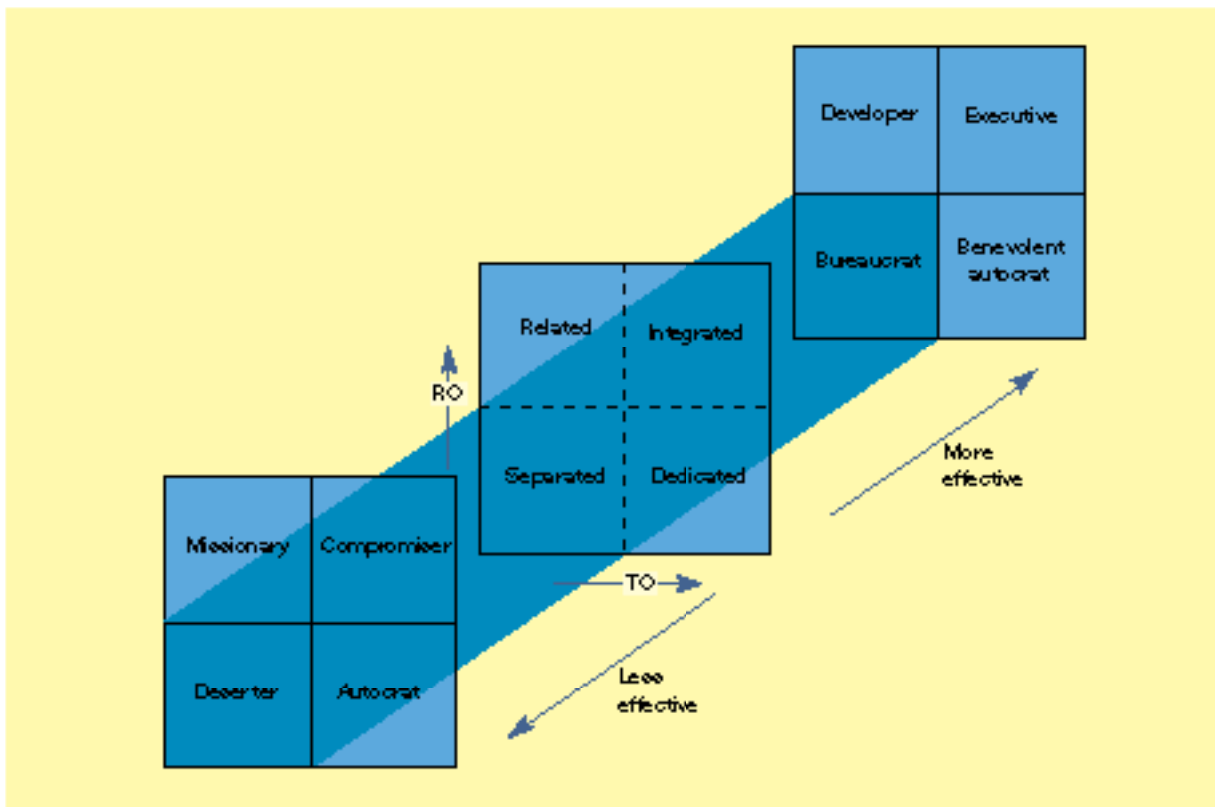 Developer
Executive
Bureaucrat
Benevolent
autocrat
Related
Integrated
RO
Separated
Dedicated
More
effective
Missionary
Compromiser
TO
Deserter
Autocrat
Less
effective